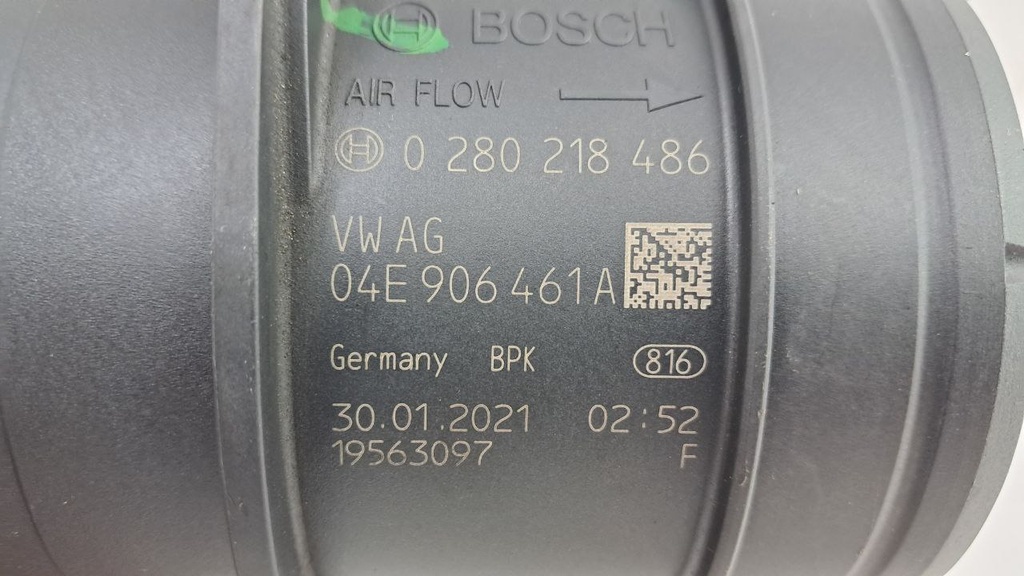 BOSCH
AIR FLOW
0 280 218 486
VW AG
04E 906 461 A
Germany BPK 816
30.01.2021 02:52
19563097 F